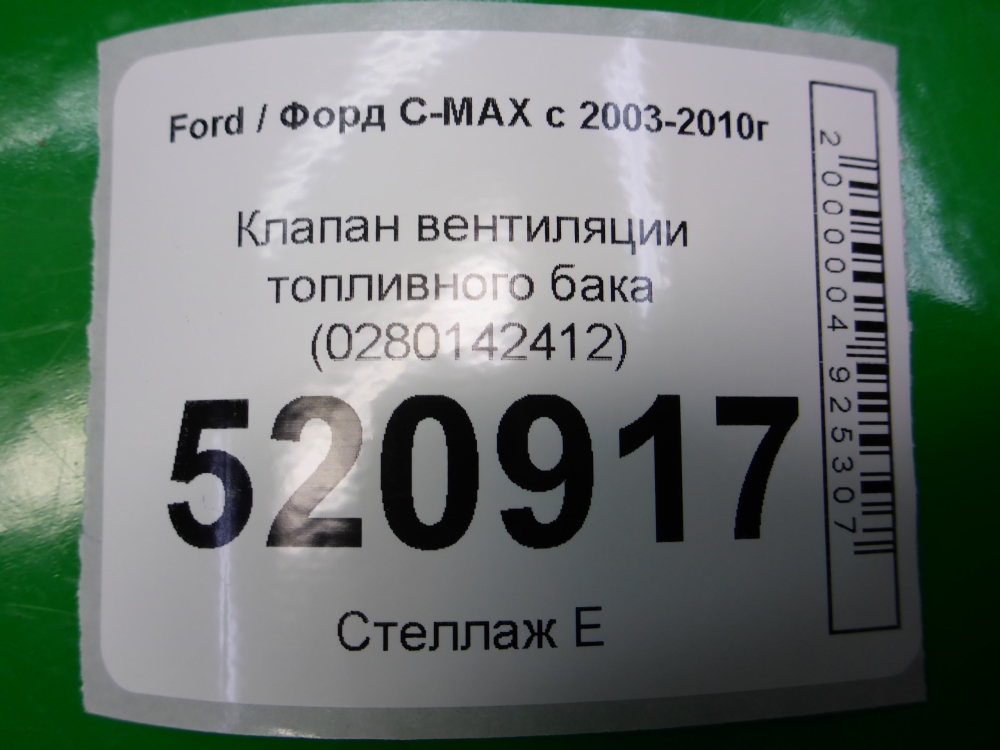 Ford / Форд C-MAX с 2003-2010г
Клапан вентиляции
топливного бака
(0280142412)
520917
Стеллаж Е
2000004925307